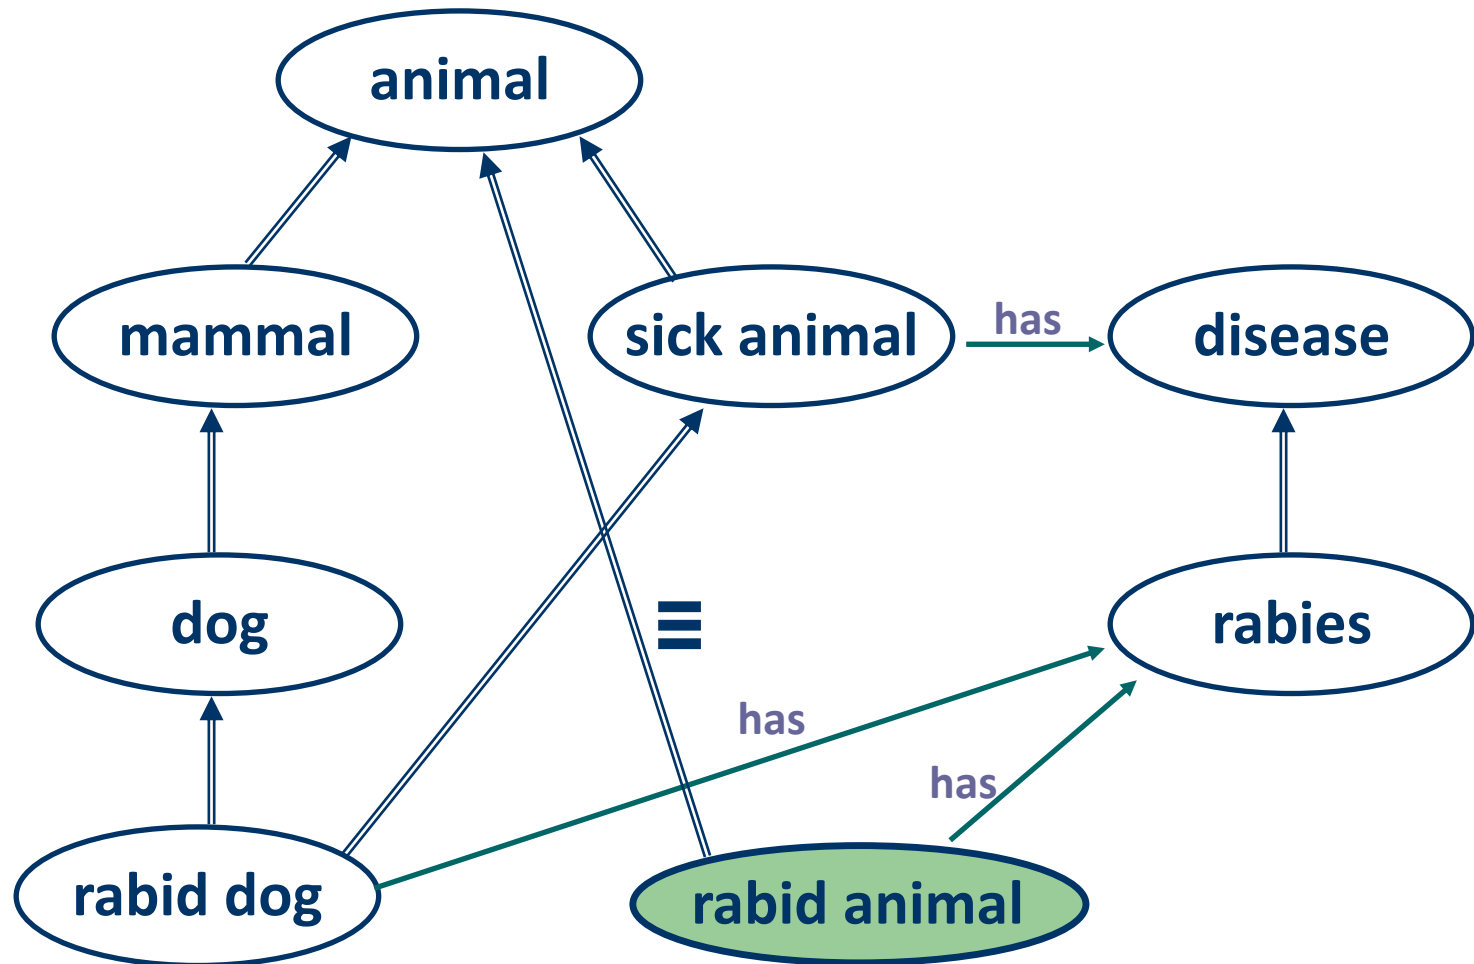 animal
mammal
sick animal
has
disease
dog
≡
rabies
has
has
rabid dog
rabid animal